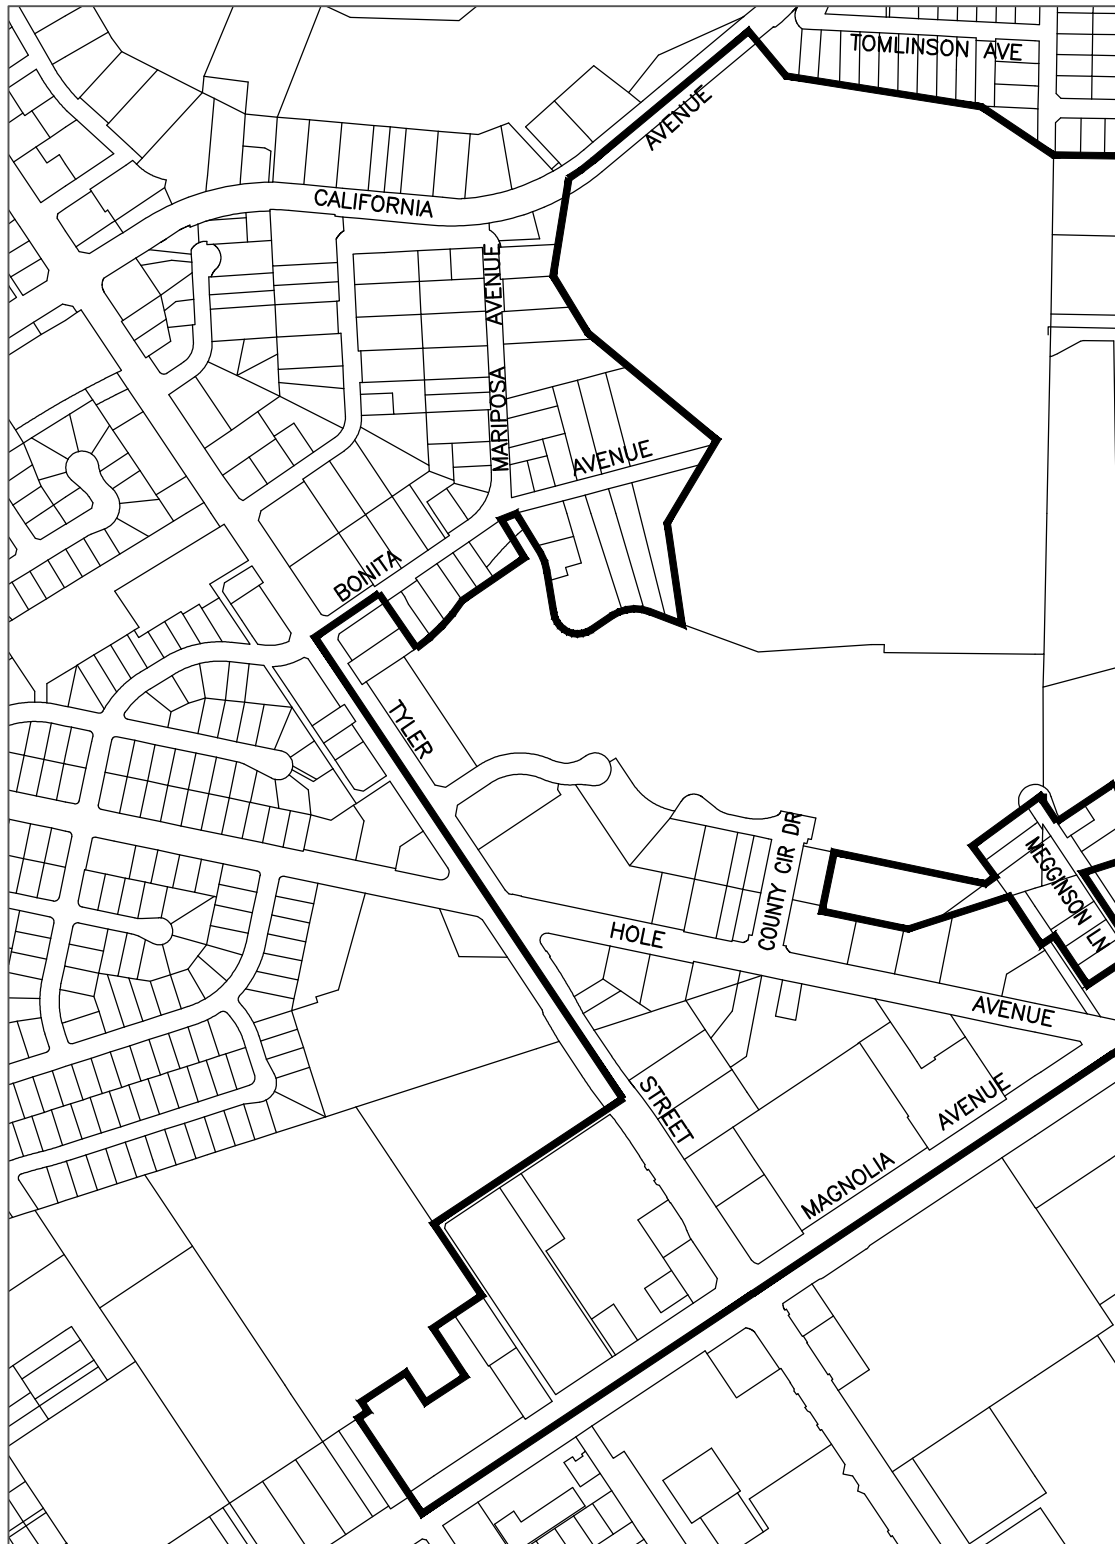 TOMLINSON AVE
AVENUE
CALIFORNIA
MARIPOSA AVENUE
AVENUE
BONITA
TYLER
COUNTY CIR DR
MEGGINSON LN
HOLE
AVENUE
STREET
AVENUE
MAGNOLIA